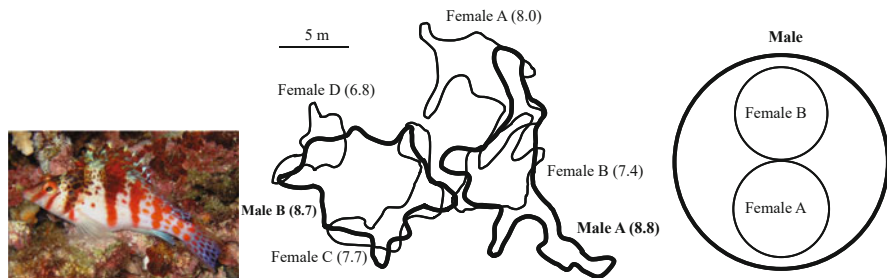 Female A (8.0)
5 m
Male
Female D (6.8)
Female B
Female B (7.4)
Male B (8.7)
Female A
Male A (8.8)
Female C (7.7)